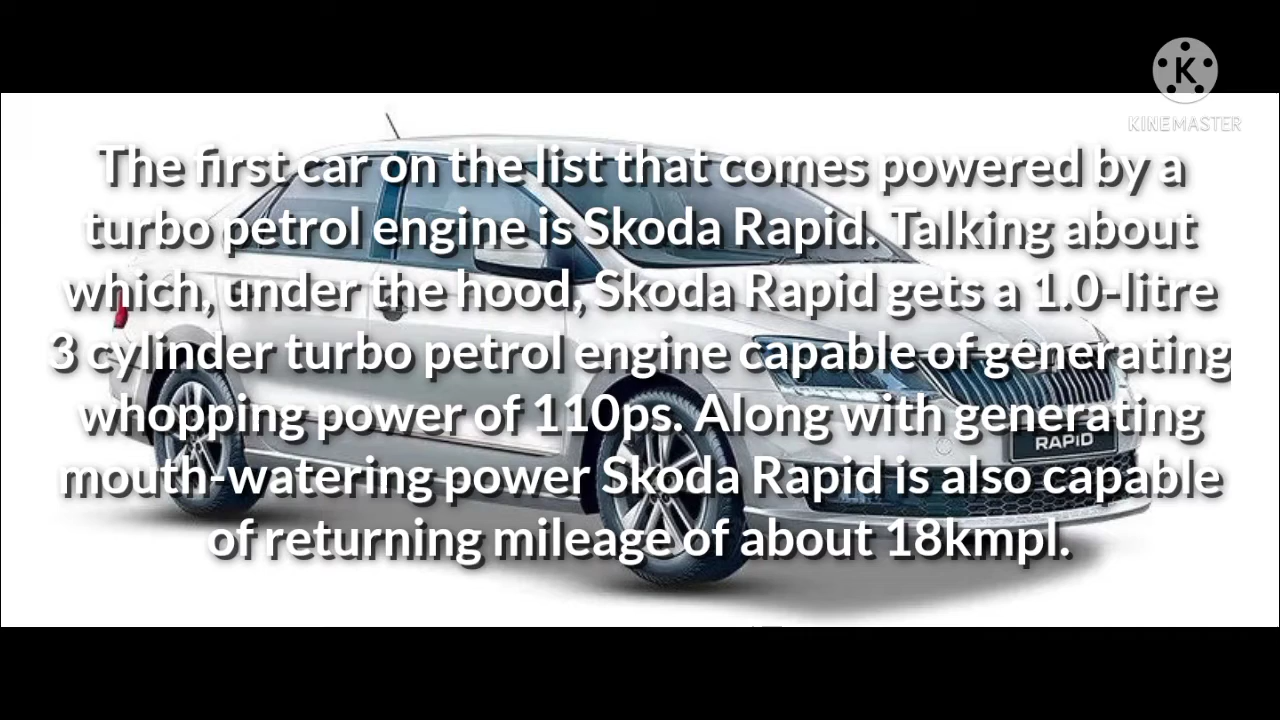 K
KINEMASTER
The first car on the list that comes powered by a
turbo petrol engine is Skoda Rapid. Talking about
which, under the hood, Skoda Rapid gets a 1.0-litre
3 cylinder turbo petrol engine capable of generating
whopping power of 110ps. Along with generating
RAPID
mouth-watering power Skoda Rapid is also capable
of returning mileage of about 18kmpl.